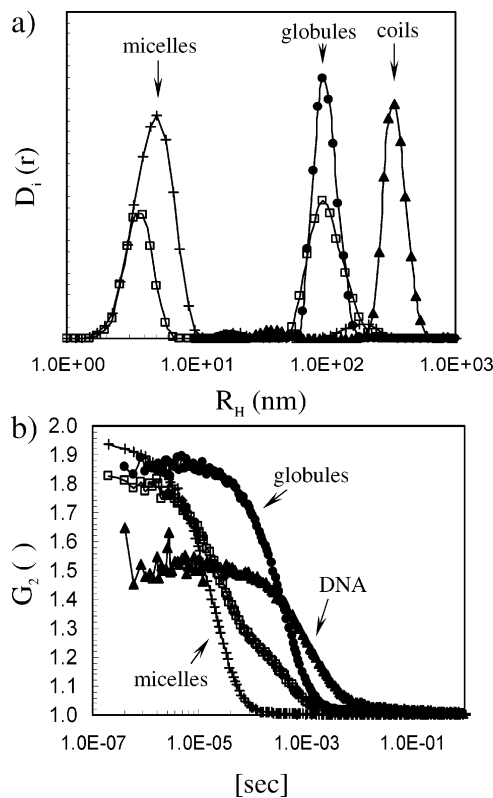 a)
micelles globules coils
D_i (r)
1.0E+00 1.0E+01 1.0E+02 1.0E+03
R_H (nm)
b)
2.0
1.9
1.8
1.7
1.6
1.5
1.4
1.3
1.2
1.1
1.0
G_2 ( )
globules
DNA
micelles
1.0E-07 1.0E-05 1.0E-03 1.0E-01
[sec]